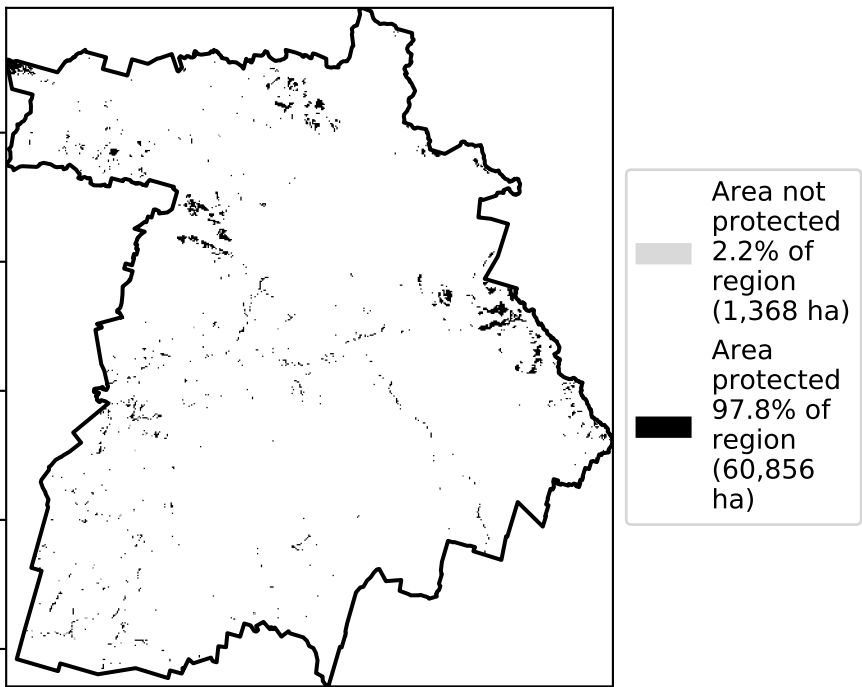 Area not
protected
2.2% of
region
(1,368 ha)
Area
protected
97.8% of
region
(60,856
ha)